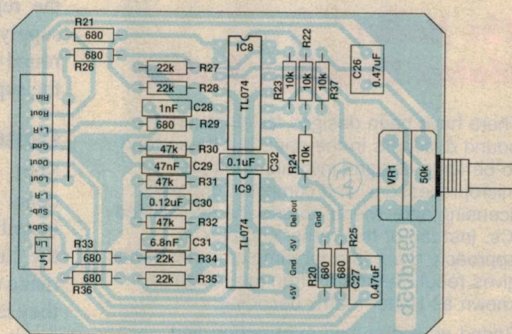 R21
680
680
R26
22k R27
22k R28
1nF C28
680 R29
47k R30
47nF C29
47k R31
0.12uF C30
47k R32
6.8nF C31
22k R34
22k R35
R33
680
680
R36
IC8
TL074
0.1uF C32
IC9
TL074
R22
R23 10k 10k 10k R37
R24 10k
C26 0.47uF
VR1 50k
Rin
Rout
L-R
Gnd
Dout
Lout
L-R
Sub-
Sub+
Lin
+5V Gnd -5V Del out Gnd
R20 680 680 R25
C27 0.47uF
99sd05b